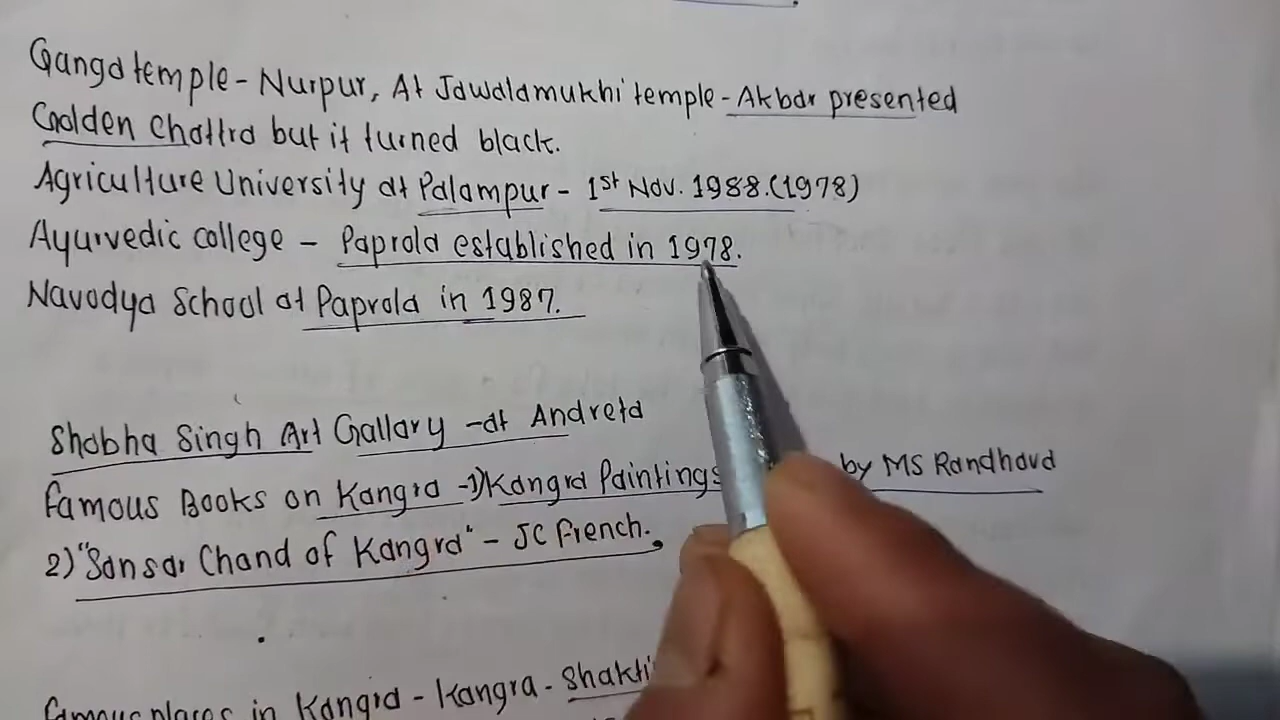 Ganga temple - Nurpur, At Jawalamukhi temple - Akbar presented
Golden Chattra but it turned black.
Agriculture University at Palampur - 1st Nov. 1988.(1978)
Ayurvedic college - Paprola established in 1978.
Navodya School at Paprola in 1987.
Shobha Singh Art Gallary - at Andreta
famous Books on Kangra - 1) Kangra Paintings by MS Randhava
2) "Sansar Chand of Kangra" - JC french.
famous places in Kangra - Kangra - Shakti